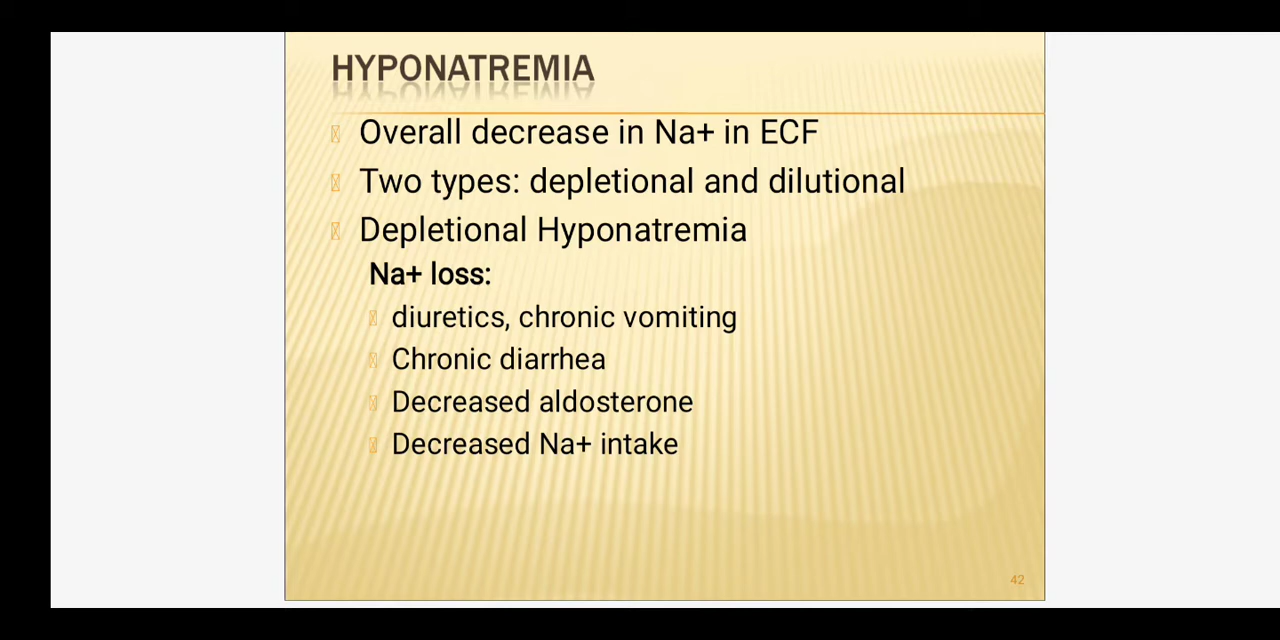 HYPONATREMIA
Overall decrease in Na+ in ECF
Two types: depletional and dilutional
Depletional Hyponatremia
Na+ loss:
diuretics, chronic vomiting
Chronic diarrhea
Decreased aldosterone
Decreased Na+ intake
42